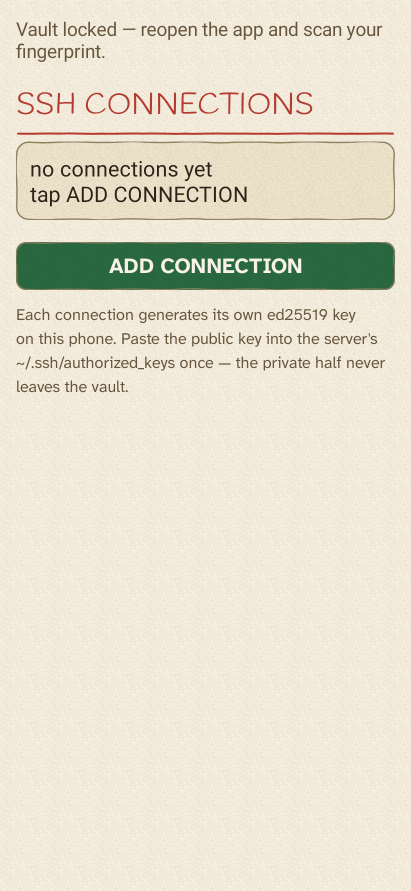 Vault locked — reopen the app and scan your
fingerprint.
SSH CONNECTIONS
no connections yet
tap ADD CONNECTION
ADD CONNECTION
Each connection generates its own ed25519 key
on this phone. Paste the public key into the server's
~/.ssh/authorized_keys once — the private half never
leaves the vault.